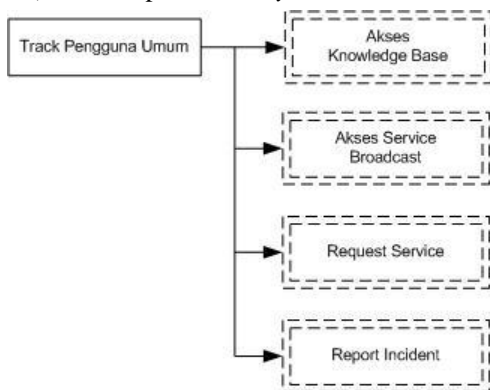 Track Pengguna Umum
Akses
Knowledge Base
Akses Service
Broadcast
Request Service
Report Incident